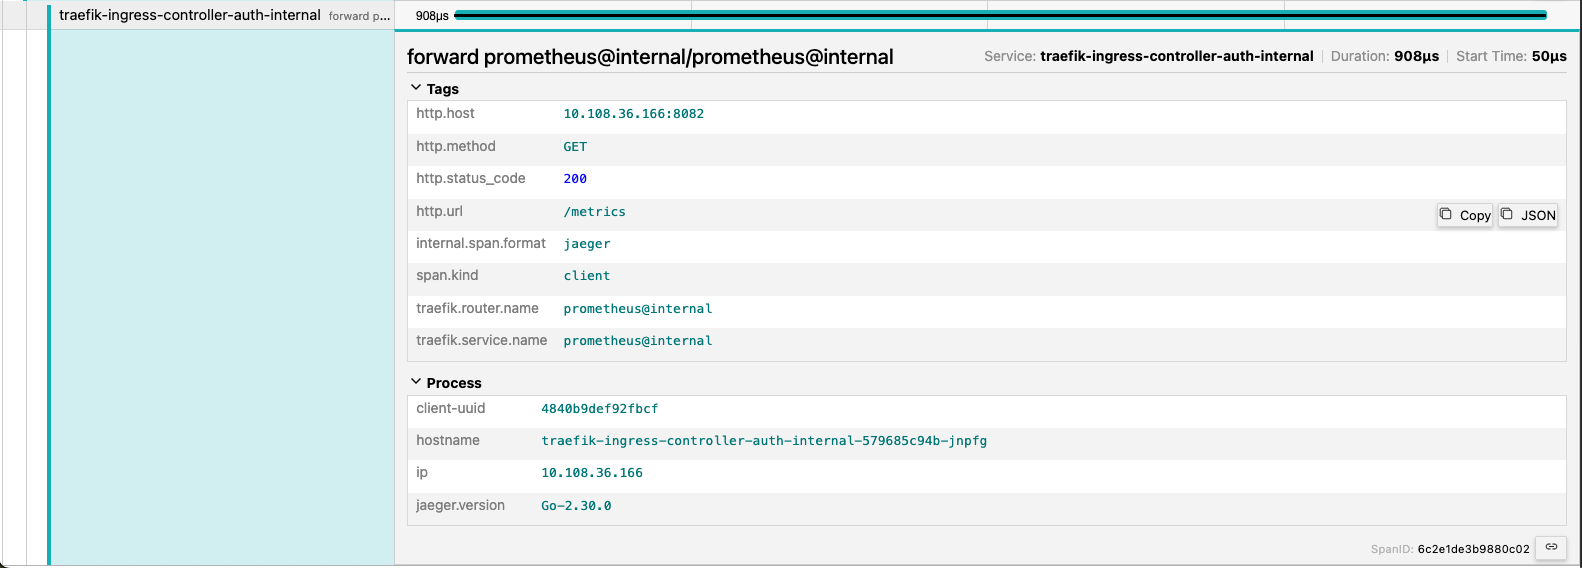 traefik-ingress-controller-auth-internal forward p... 908μs
forward prometheus@internal/prometheus@internal Service: traefik-ingress-controller-auth-internal Duration: 908μs Start Time: 50μs
Tags
http.host 10.108.36.166:8082
http.method GET
http.status_code 200
http.url /metrics Copy JSON
internal.span.format jaeger
span.kind client
traefik.router.name prometheus@internal
traefik.service.name prometheus@internal
Process
client-uuid 4840b9def92fbcf
hostname traefik-ingress-controller-auth-internal-579685c94b-jnpfg
ip 10.108.36.166
jaeger.version Go-2.30.0
SpanID: 6c2e1de3b9880c02